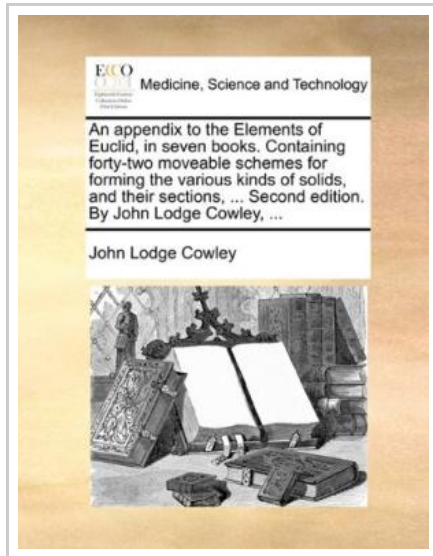 ECCO
Medicine, Science and Technology
An appendix to the Elements of
Euclid, in seven books. Containing
forty-two moveable schemes for
forming the various kinds of solids,
and their sections, ... Second edition.
By John Lodge Cowley, ...
John Lodge Cowley